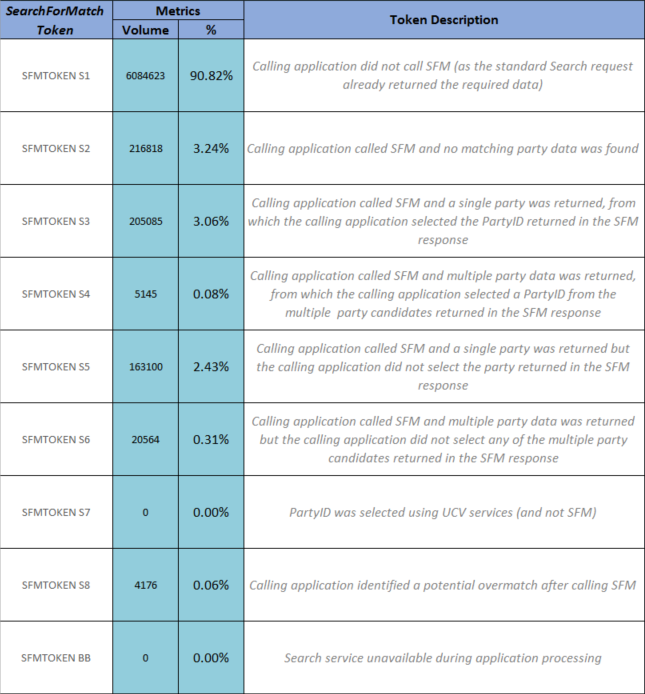 SearchForMatch Metrics Token Description
Token Volume %
SFMTOKEN S1 6084623 90.82% Calling application did not call SFM (as the standard Search request
already returned the required data)
SFMTOKEN S2 216818 3.24% Calling application called SFM and no matching party data was found
SFMTOKEN S3 205085 3.06% Calling application called SFM and a single party was returned, from
which the calling application selected the PartyID returned in the SFM
response
SFMTOKEN S4 5145 0.08% Calling application called SFM and multiple party data was returned,
from which the calling application selected a PartyID from the
multiple party candidates returned in the SFM response
SFMTOKEN S5 163100 2.43% Calling application called SFM and a single party was returned but
the calling application did not select the party returned in the SFM
response
SFMTOKEN S6 20564 0.31% Calling application called SFM and multiple party data was returned
but the calling application did not select any of the multiple party
candidates returned in the SFM response
SFMTOKEN S7 0 0.00% PartyID was selected using UCV services (and not SFM)
SFMTOKEN S8 4176 0.06% Calling application identified a potential overmatch after calling SFM
SFMTOKEN BB 0 0.00% Search service unavailable during application processing